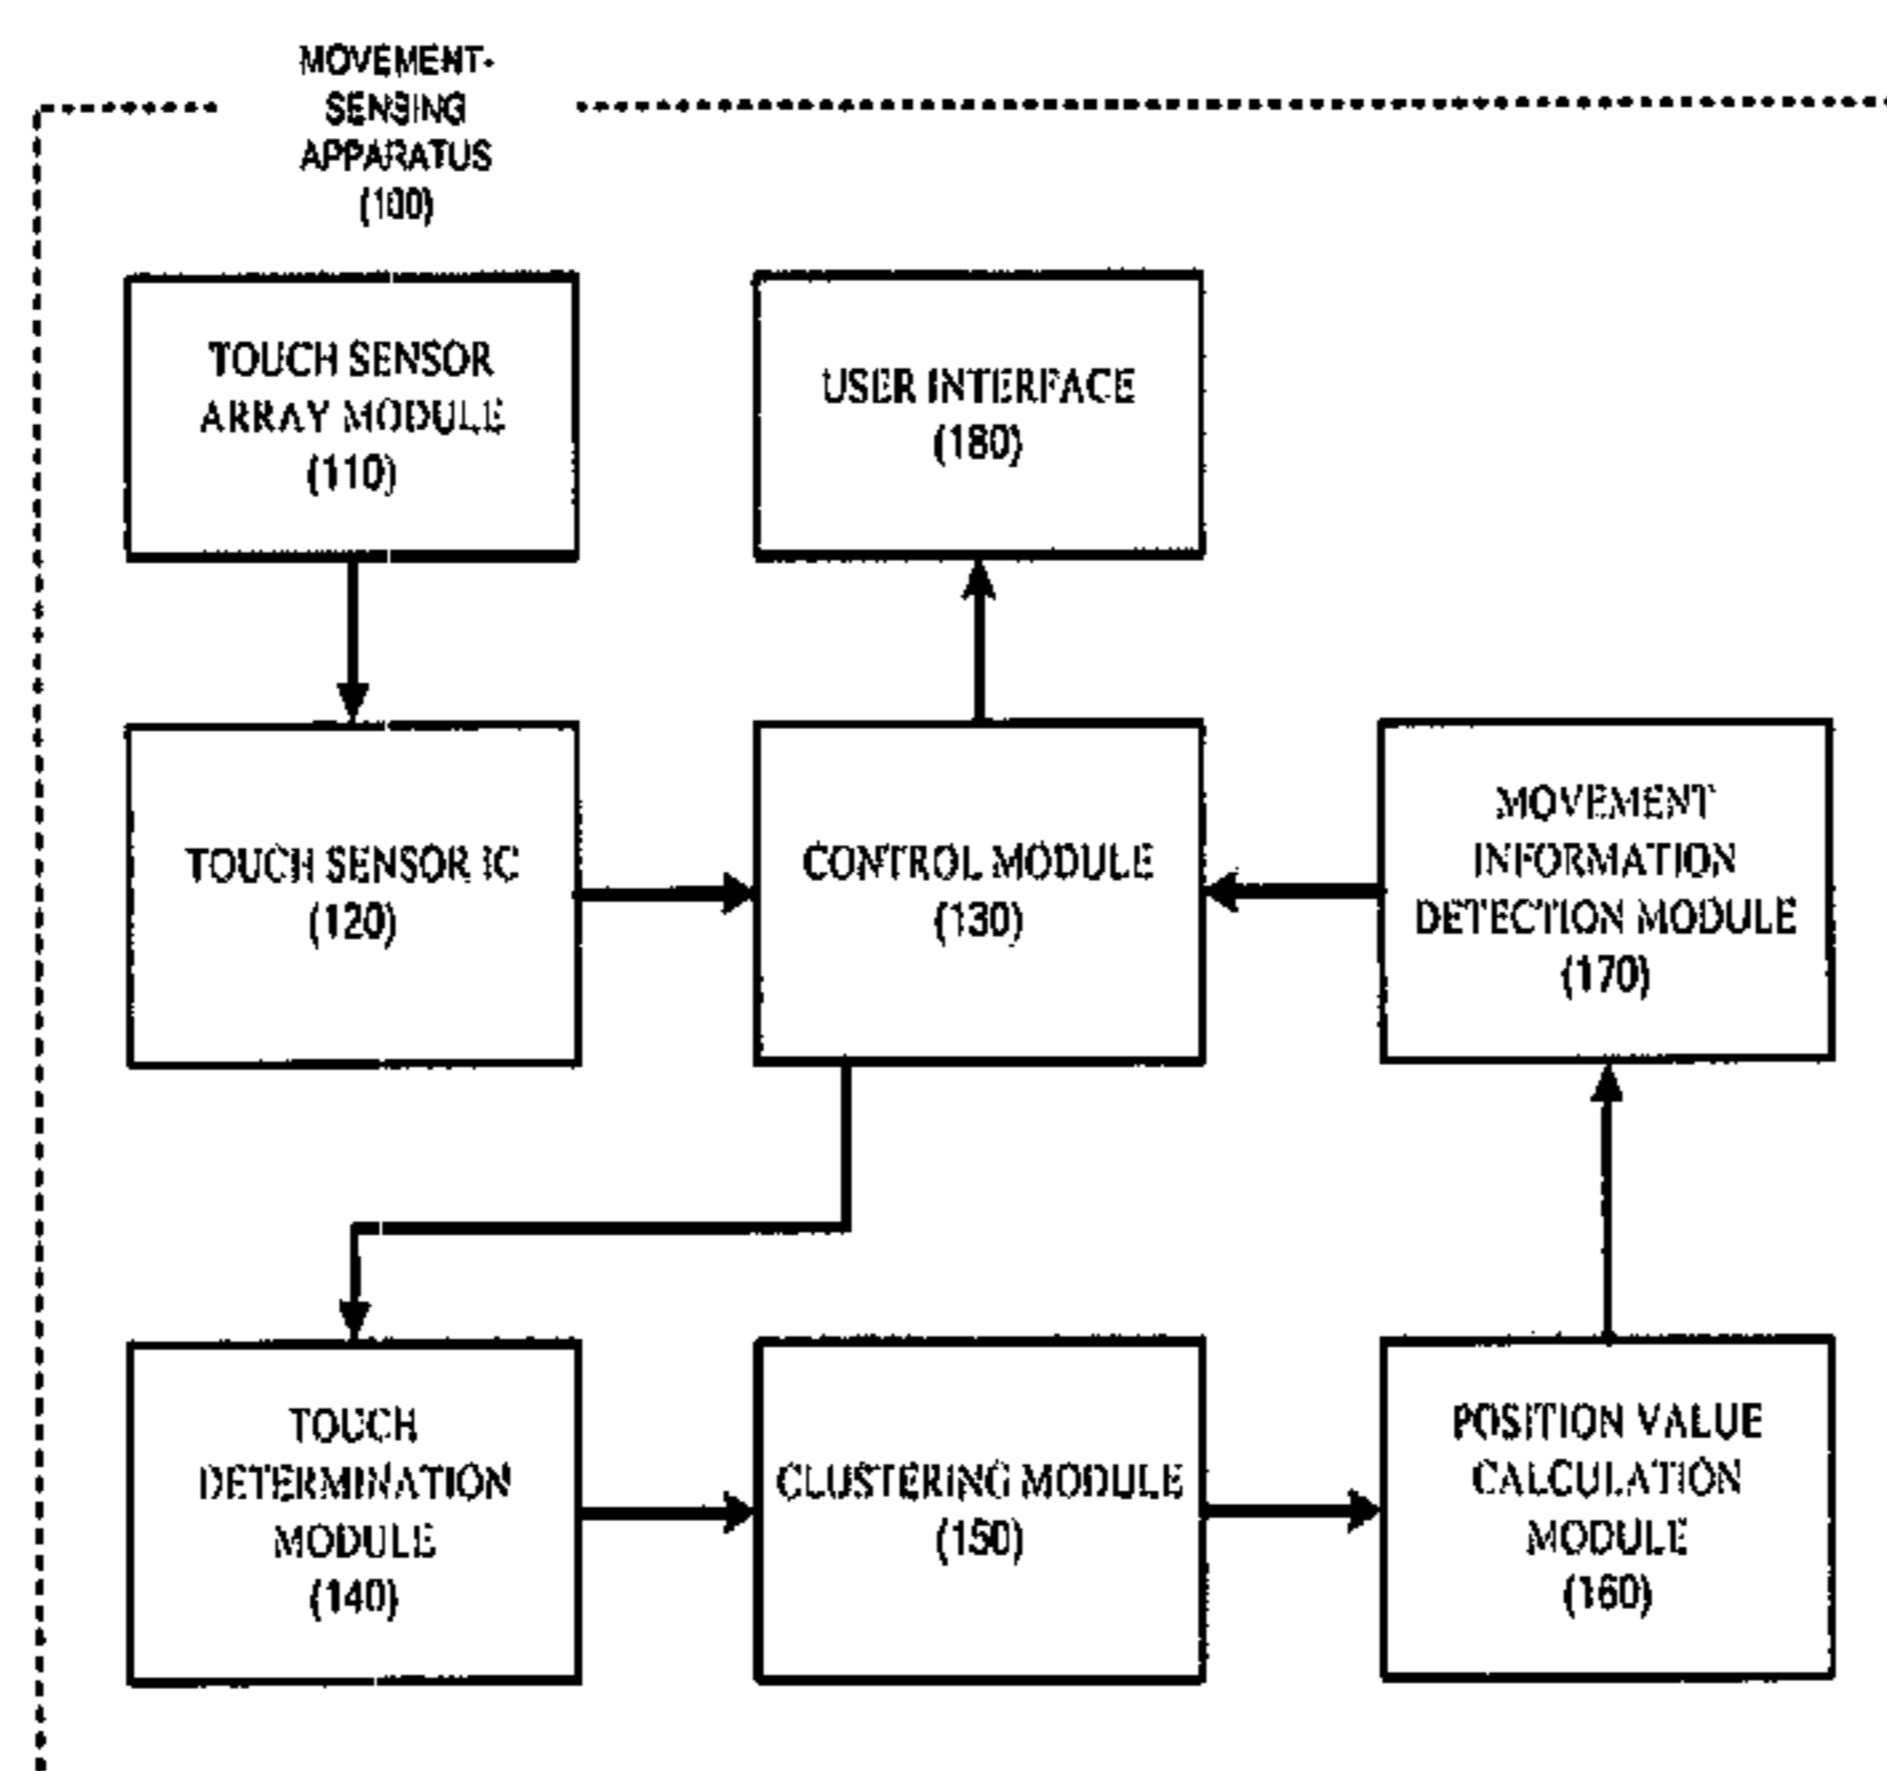 MOVEMENT-
SENSING
APPARATUS
(100)
TOUCH SENSOR
ARRAY MODULE
(110)
USER INTERFACE
(180)
TOUCH SENSOR IC
(120)
CONTROL MODULE
(130)
MOVEMENT
INFORMATION
DETECTION MODULE
(170)
TOUCH
DETERMINATION
MODULE
(140)
CLUSTERING MODULE
(150)
POSITION VALUE
CALCULATION
MODULE
(160)